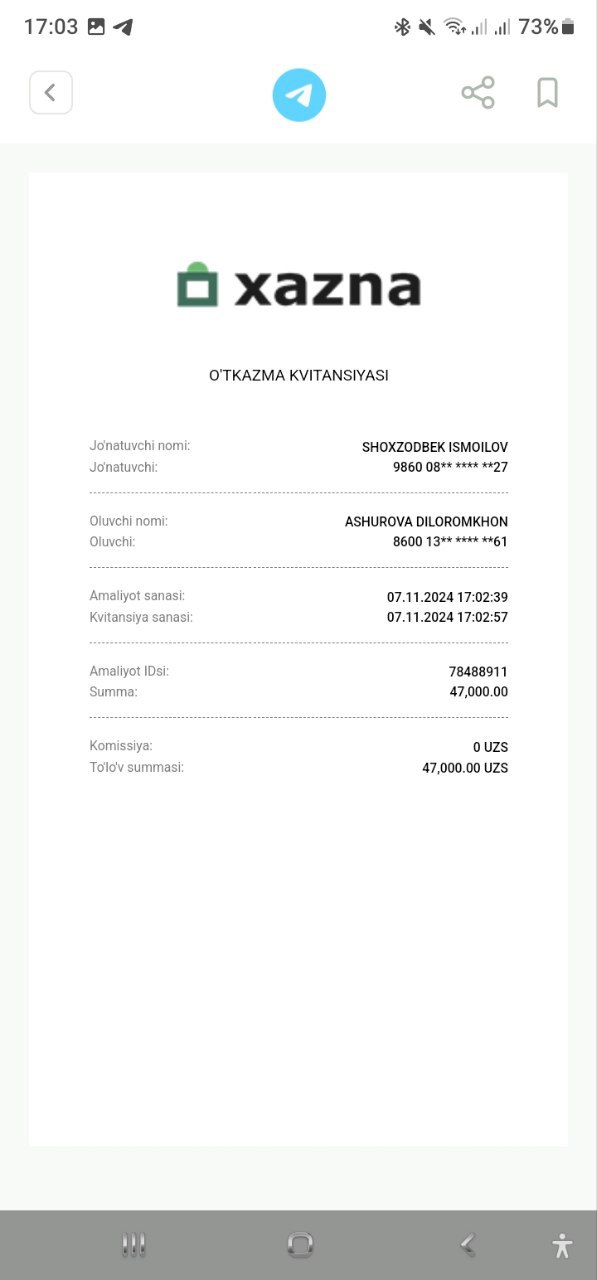 17:03 73%
xazna
O'TKAZMA KVITANSIYASI
Jo'natuvchi nomi: SHOXZODBEK ISMOILOV
Jo'natuvchi: 9860 08** **** **27
Oluvchi nomi: ASHUROVA DILOROMKHON
Oluvchi: 8600 13** **** **61
Amaliyot sanasi: 07.11.2024 17:02:39
Kvitansiya sanasi: 07.11.2024 17:02:57
Amaliyot IDsi: 78488911
Summa: 47,000.00
Komissiya: 0 UZS
To'lo'v summasi: 47,000.00 UZS